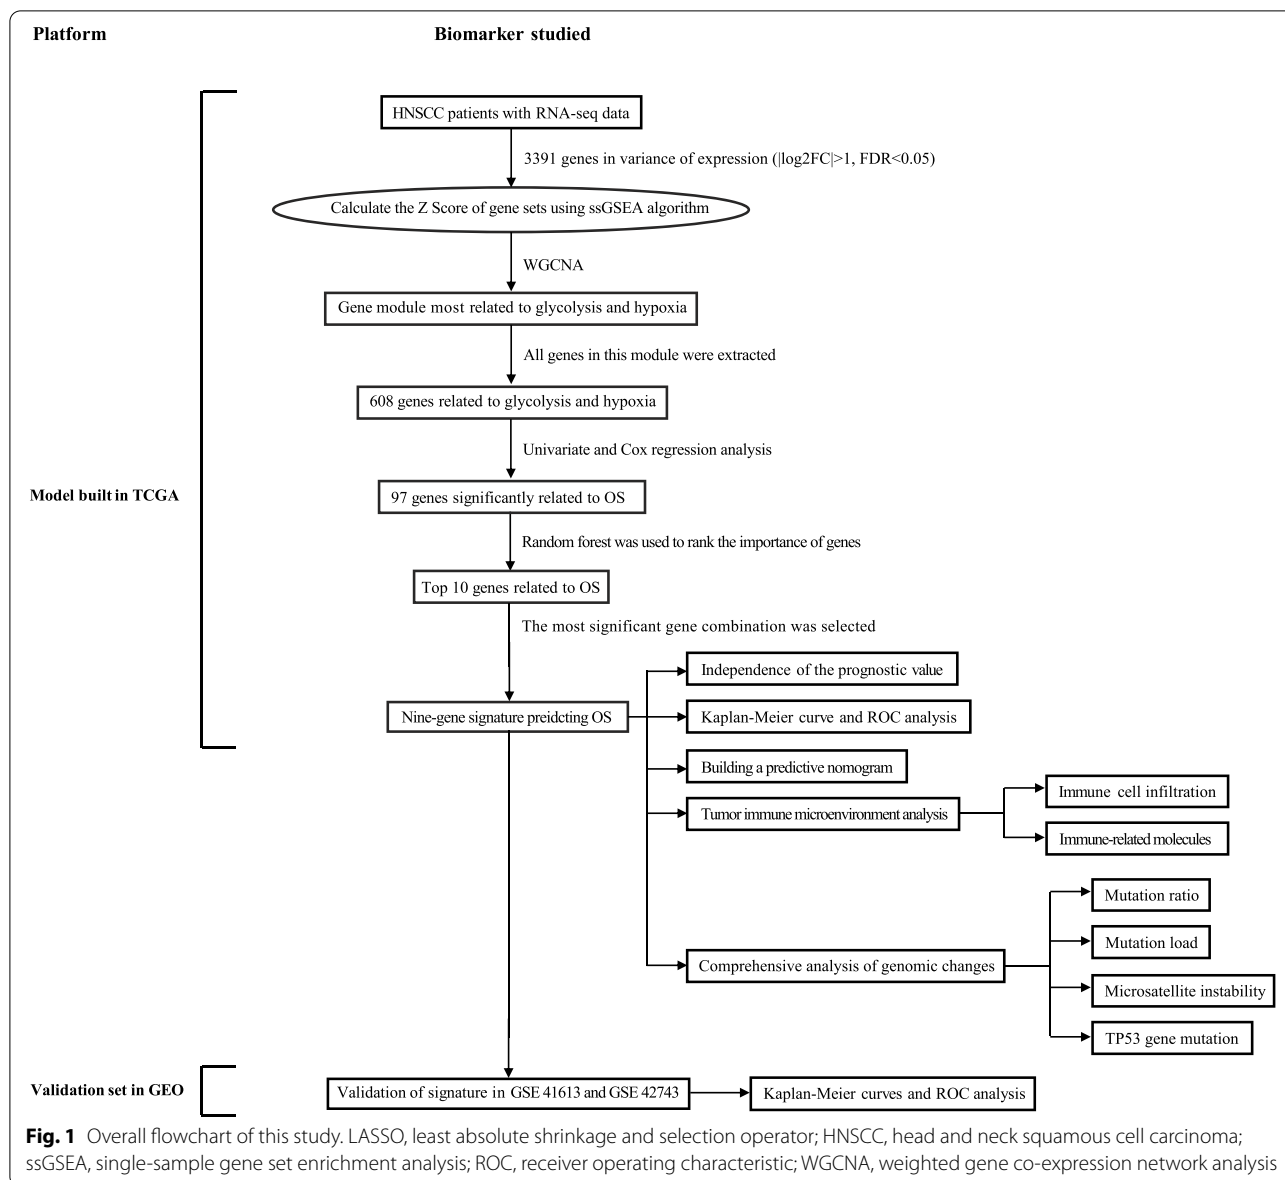 Platform
Biomarker studied
HNSCC patients with RNA-seq data
3391 genes in variance of expression (|log2FC|>1, FDR<0.05)
Calculate the Z Score of gene sets using ssGSEA algorithm
WGCNA
Gene module most related to glycolysis and hypoxia
All genes in this module were extracted
608 genes related to glycolysis and hypoxia
Univariate and Cox regression analysis
Model built in TCGA
97 genes significantly related to OS
Random forest was used to rank the importance of genes
Top 10 genes related to OS
The most significant gene combination was selected
Nine-gene signature preidcting OS
Independence of the prognostic value
Kaplan-Meier curve and ROC analysis
Building a predictive nomogram
Tumor immune microenvironment analysis
Immune cell infiltration
Immune-related molecules
Comprehensive analysis of genomic changes
Mutation ratio
Mutation load
Microsatellite instability
TP53 gene mutation
Validation set in GEO
Validation of signature in GSE 41613 and GSE 42743
Kaplan-Meier curves and ROC analysis
Fig. 1 Overall flowchart of this study. LASSO, least absolute shrinkage and selection operator; HNSCC, head and neck squamous cell carcinoma;
ssGSEA, single-sample gene set enrichment analysis; ROC, receiver operating characteristic; WGCNA, weighted gene co-expression network analysis